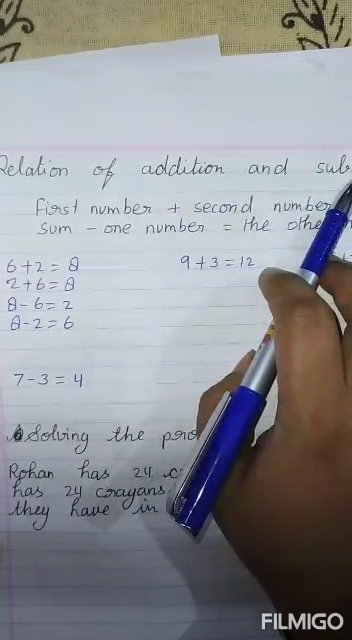 Relation of addition and sub
First number + second number
sum - one number = the other
6+2=8
2+6=8
8-6=2
8-2=6
9+3=12
7-3=4
Solving the pro
Rohan has 24 c
has 24 crayans.
they have in
FILMIGO